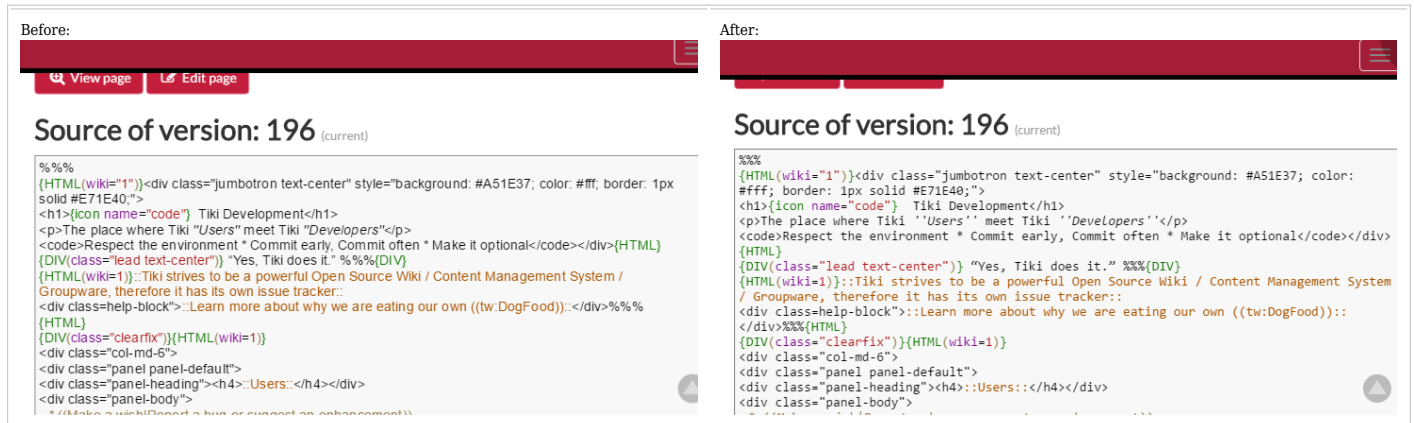 Before:
View page Edit page
Source of version: 196 (current)
%%%
{HTML(wiki="1")}<div class="jumbotron text-center" style="background: #A51E37; color: #fff; border: 1px
solid #E71E40;">
<h1>{icon name="code"}  Tiki Development</h1>
<p>The place where Tiki ''Users'' meet Tiki ''Developers''</p>
<code>Respect the environment * Commit early, Commit often * Make it optional</code></div>{HTML}
{DIV(class="lead text-center")} “Yes, Tiki does it.” %%%{DIV}
{HTML(wiki=1)}::Tiki strives to be a powerful Open Source Wiki / Content Management System /
Groupware, therefore it has its own issue tracker::
<div class=help-block">::Learn more about why we are eating our own ((tw:DogFood))::</div>%%%
{HTML}
{DIV(class="clearfix")}{HTML(wiki=1)}
<div class="col-md-6">
<div class="panel panel-default">
<div class="panel-heading"><h4>::Users::</h4></div>
<div class="panel-body">
* ((Make a wish|Report a bug or suggest an enhancement))
After:
Source of version: 196 (current)
%%%
{HTML(wiki="1")}<div class="jumbotron text-center" style="background: #A51E37; color:
#fff; border: 1px solid #E71E40;">
<h1>{icon name="code"}  Tiki Development</h1>
<p>The place where Tiki ''Users'' meet Tiki ''Developers''</p>
<code>Respect the environment * Commit early, Commit often * Make it optional</code></div>
{HTML}
{DIV(class="lead text-center")} “Yes, Tiki does it.” %%%{DIV}
{HTML(wiki=1)}::Tiki strives to be a powerful Open Source Wiki / Content Management System
/ Groupware, therefore it has its own issue tracker::
<div class=help-block">::Learn more about why we are eating our own ((tw:DogFood))::
</div>%%%{HTML}
{DIV(class="clearfix")}{HTML(wiki=1)}
<div class="col-md-6">
<div class="panel panel-default">
<div class="panel-heading"><h4>::Users::</h4></div>
<div class="panel-body">